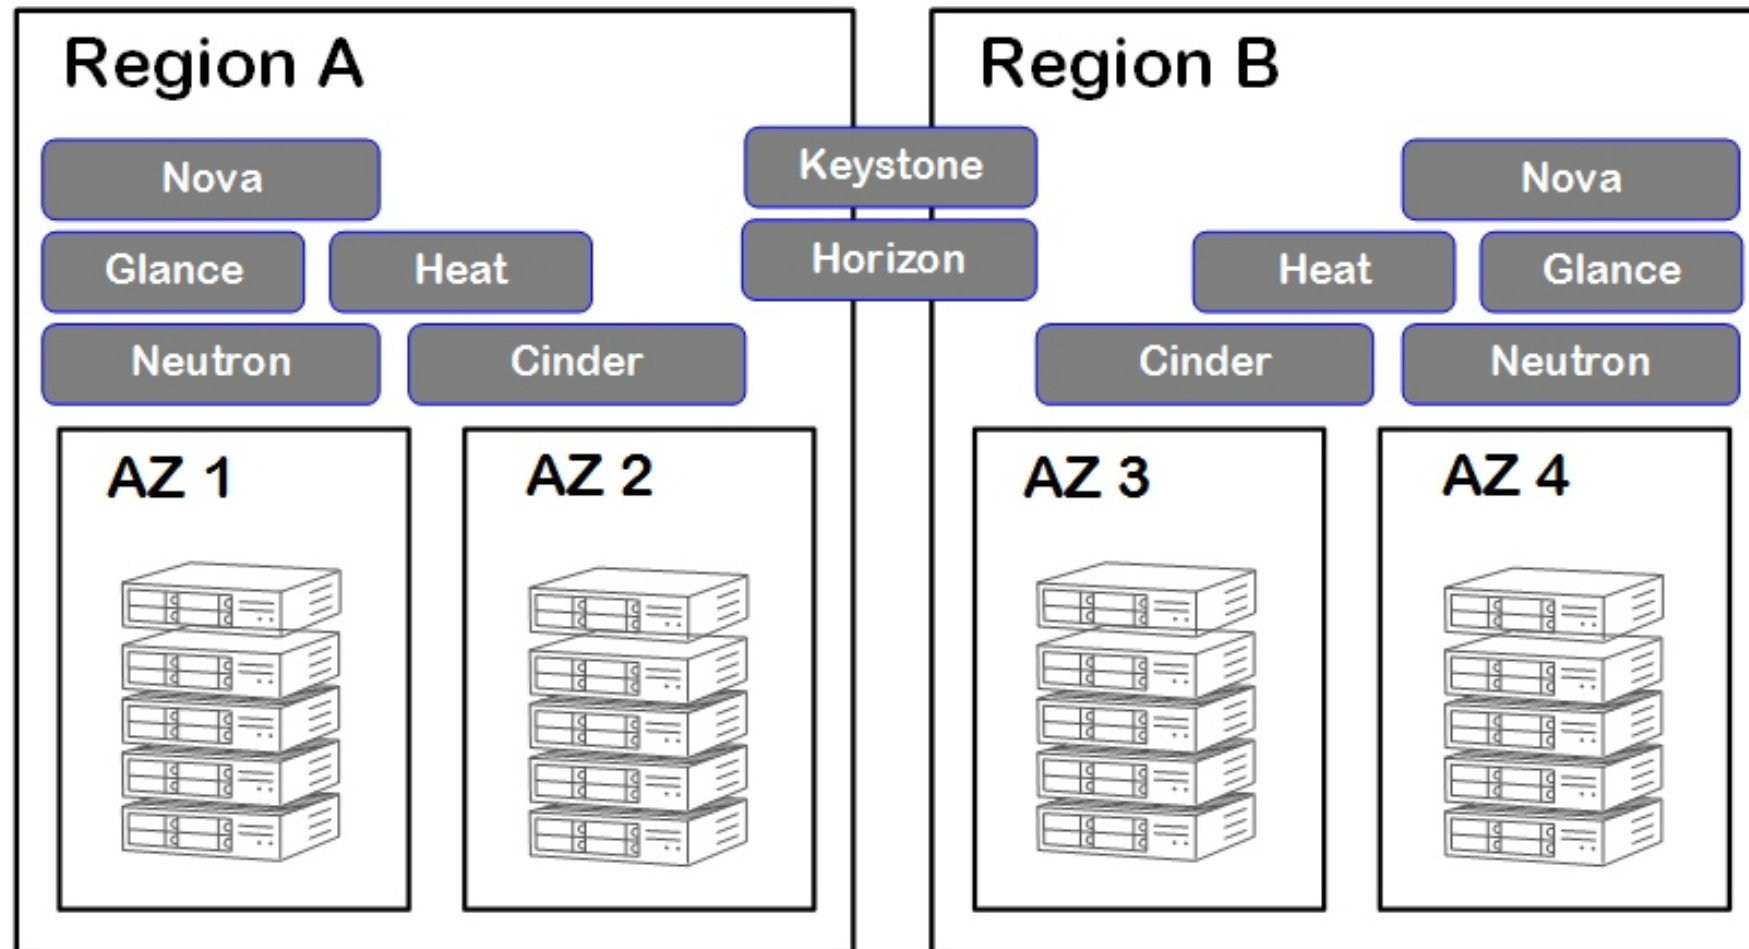 Region A
Region B
Keystone
Horizon
Nova
Glance
Heat
Neutron
Cinder
Nova
Heat
Glance
Cinder
Neutron
AZ 1
AZ 2
AZ 3
AZ 4